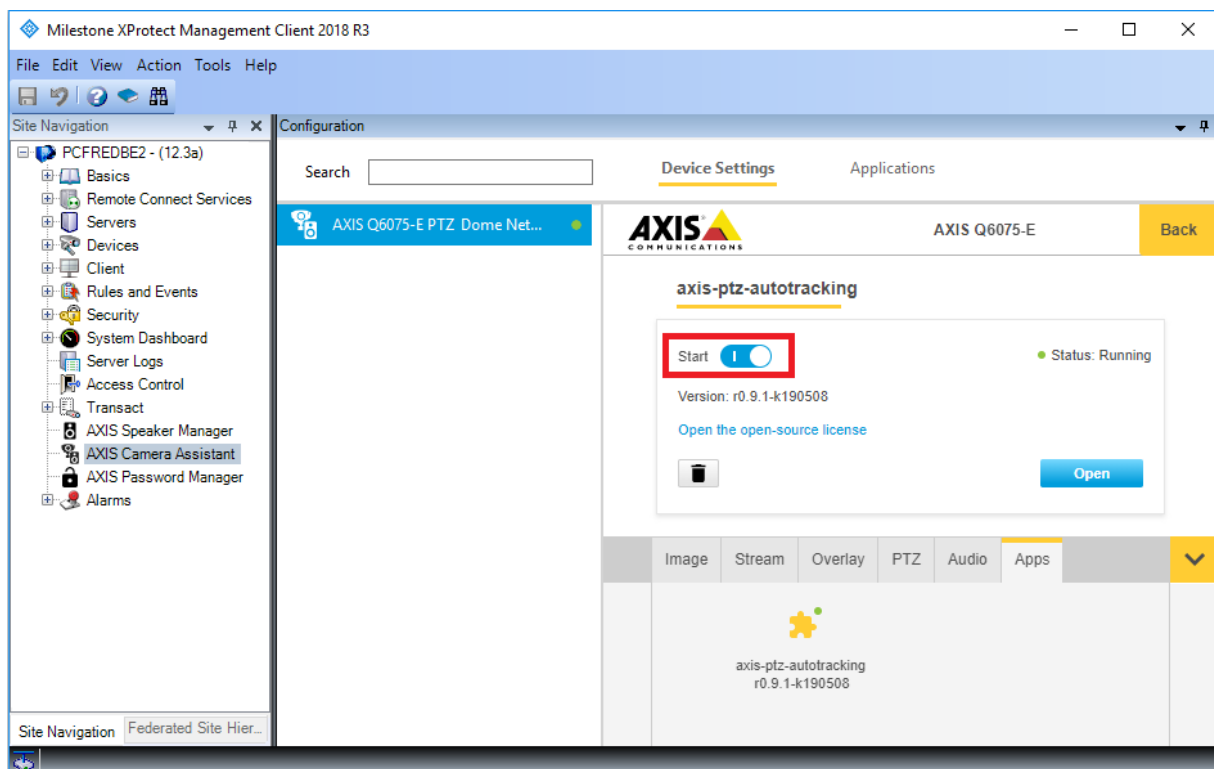 Milestone XProtect Management Client 2018 R3
File Edit View Action Tools Help
Site Navigation
Configuration
PCFREDBE2 - (12.3a)
Basics
Remote Connect Services
Servers
Devices
Client
Rules and Events
Security
System Dashboard
Server Logs
Access Control
Transact
AXIS Speaker Manager
AXIS Camera Assistant
AXIS Password Manager
Alarms
Site Navigation
Federated Site Hier...
Search
Device Settings
Applications
AXIS Q6075-E PTZ Dome Net...
AXIS
COMMUNICATIONS
AXIS Q6075-E
Back
axis-ptz-autotracking
Start
Status: Running
Version: r0.9.1-k190508
Open the open-source license
Open
Image Stream Overlay PTZ Audio Apps
axis-ptz-autotracking
r0.9.1-k190508